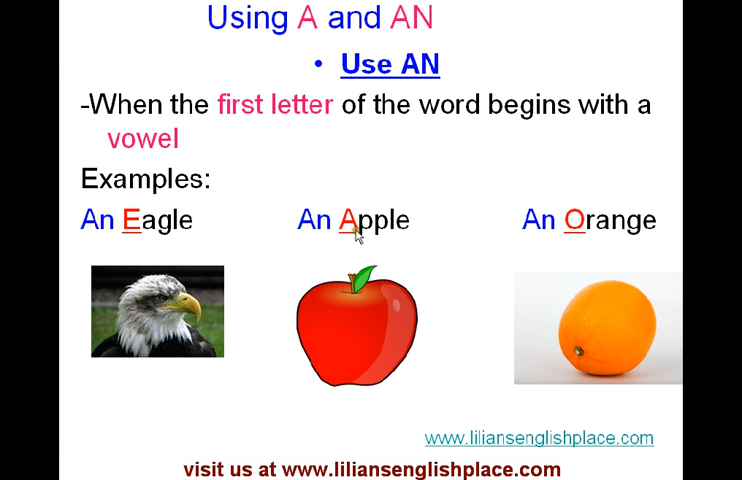 Using A and AN
• Use AN
-When the first letter of the word begins with a
vowel
Examples:
An Eagle An Apple An Orange
www.liliansenglishplace.com
visit us at www.liliansenglishplace.com